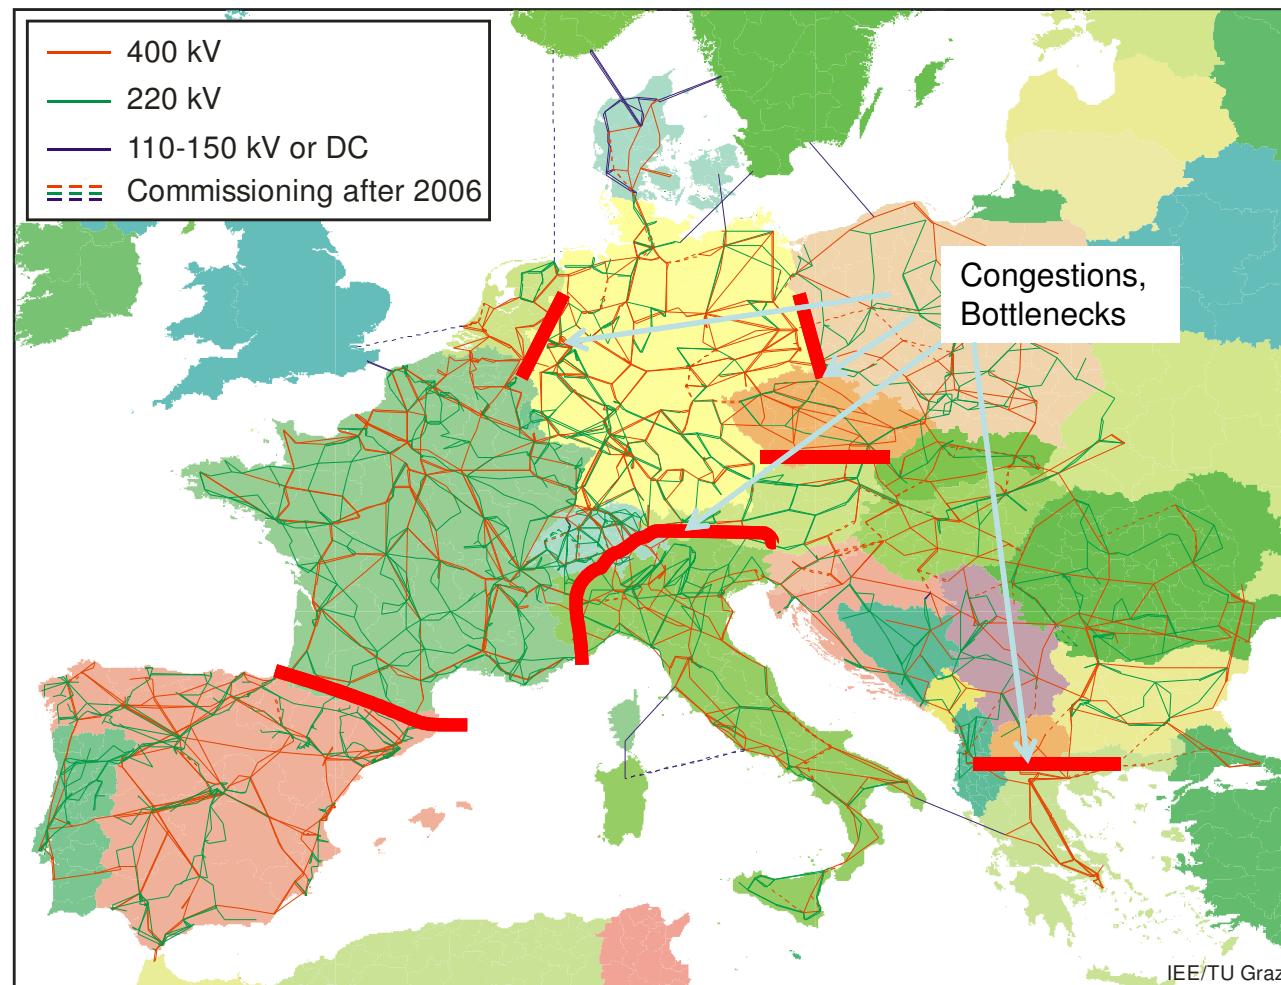 400 kV
220 kV
110-150 kV or DC
Commissioning after 2006
Congestions,
Bottlenecks
IEE/TU Graz